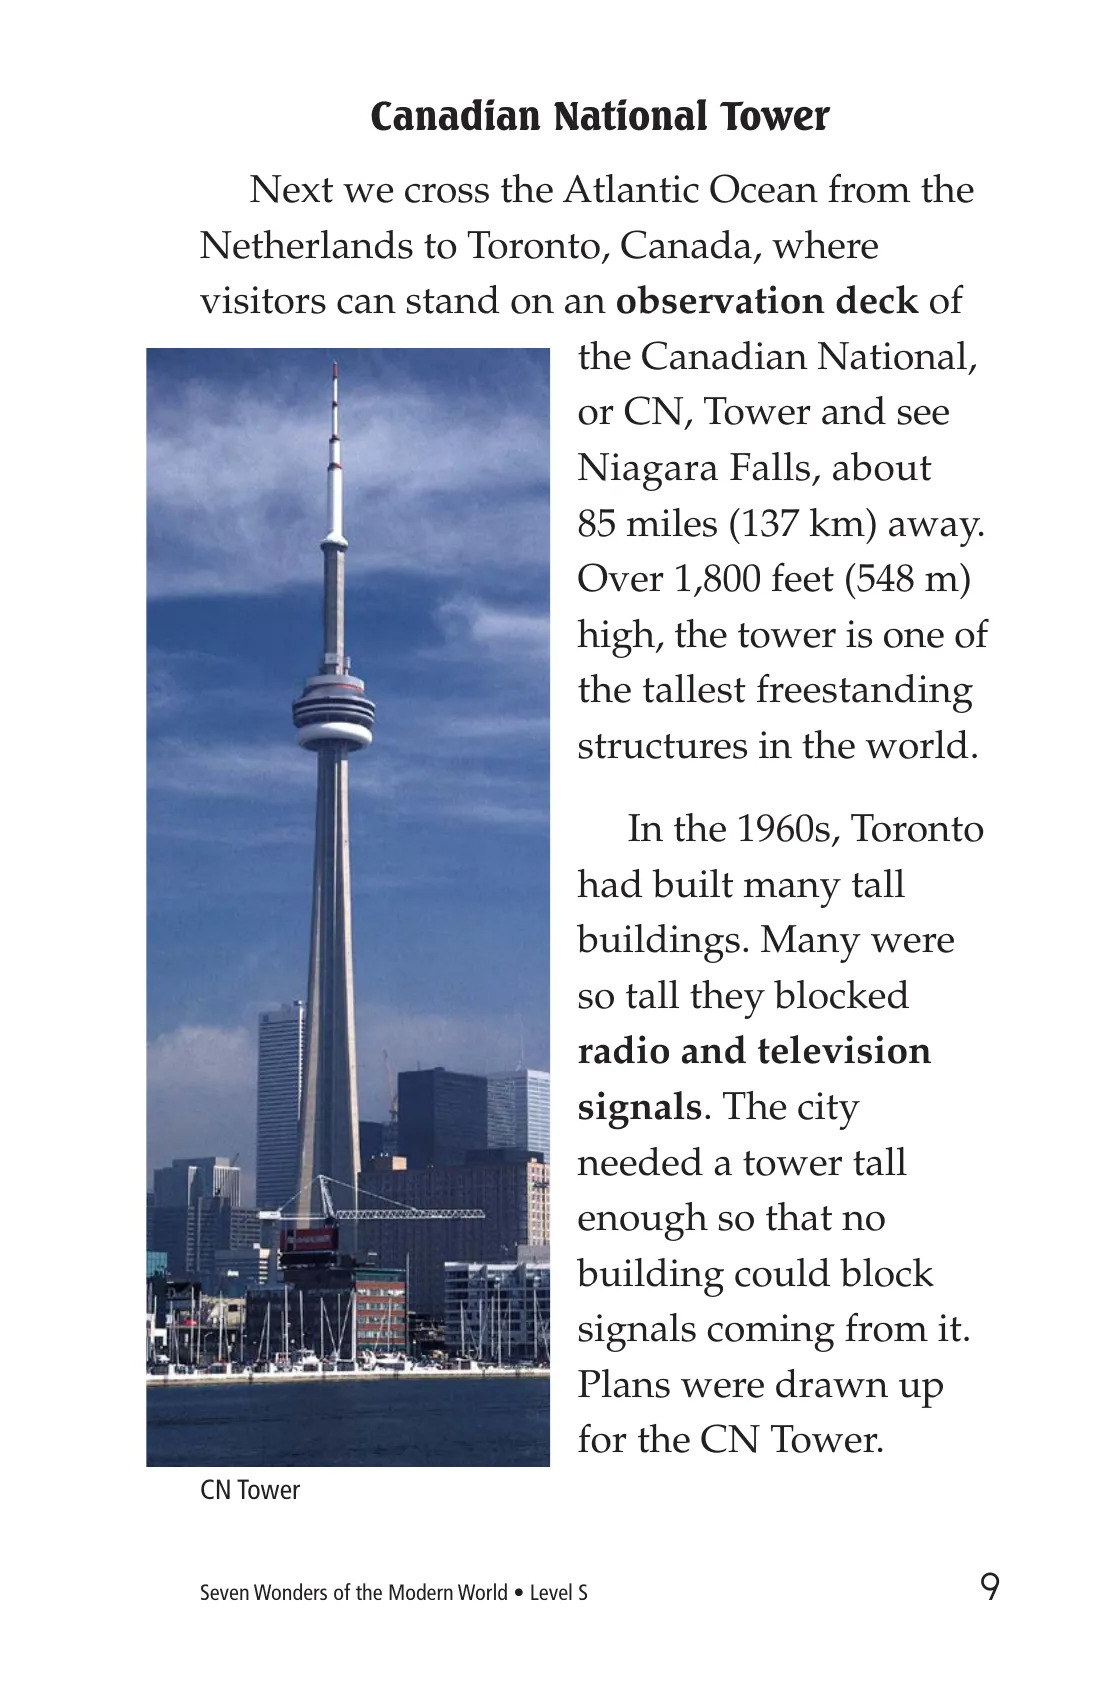 Canadian National Tower
Next we cross the Atlantic Ocean from the
Netherlands to Toronto, Canada, where
visitors can stand on an observation deck of
the Canadian National,
or CN, Tower and see
Niagara Falls, about
85 miles (137 km) away.
Over 1,800 feet (548 m)
high, the tower is one of
the tallest freestanding
structures in the world.
In the 1960s, Toronto
had built many tall
buildings. Many were
so tall they blocked
radio and television
signals. The city
needed a tower tall
enough so that no
building could block
signals coming from it.
Plans were drawn up
for the CN Tower.
CN Tower
Seven Wonders of the Modern World • Level S
9